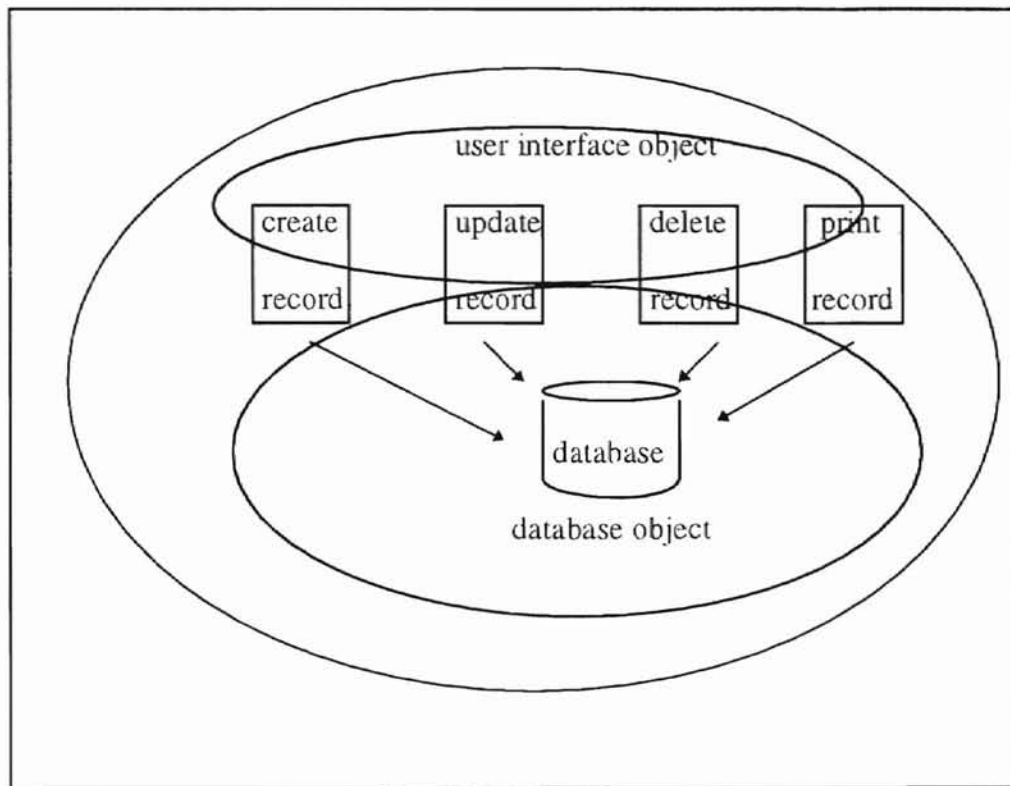 user interface object
create update delete print
record record record record
database
database object